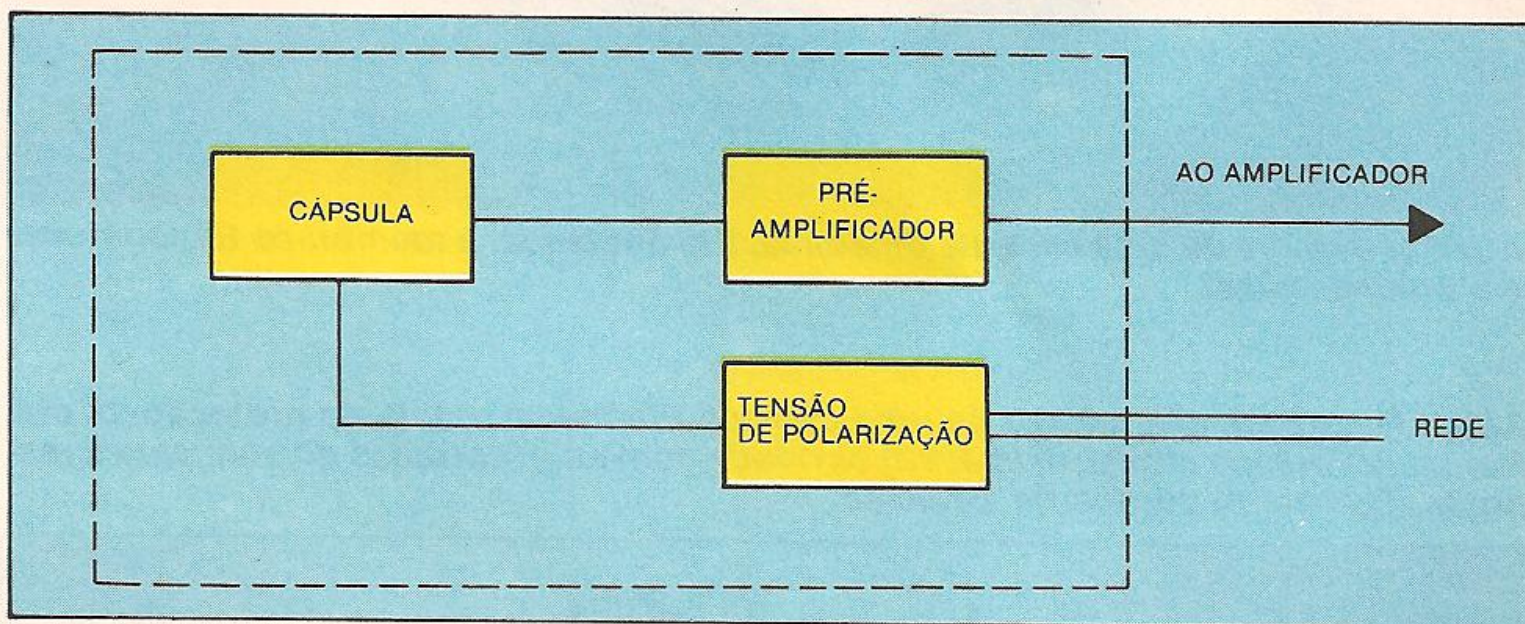 CÁPSULA
PRÉ-
AMPLIFICADOR
AO AMPLIFICADOR
TENSÃO
DE POLARIZAÇÃO
REDE